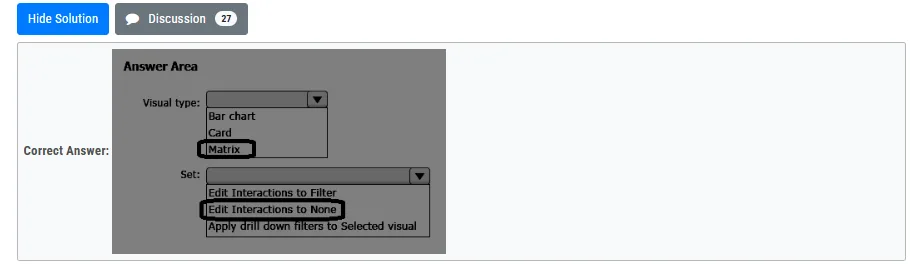 Hide Solution
Discussion 27
Correct Answer:
Answer Area
Visual type:
Bar chart
Card
Matrix
Set:
Edit Interactions to Filter
Edit Interactions to None
Apply drill down filters to Selected visual